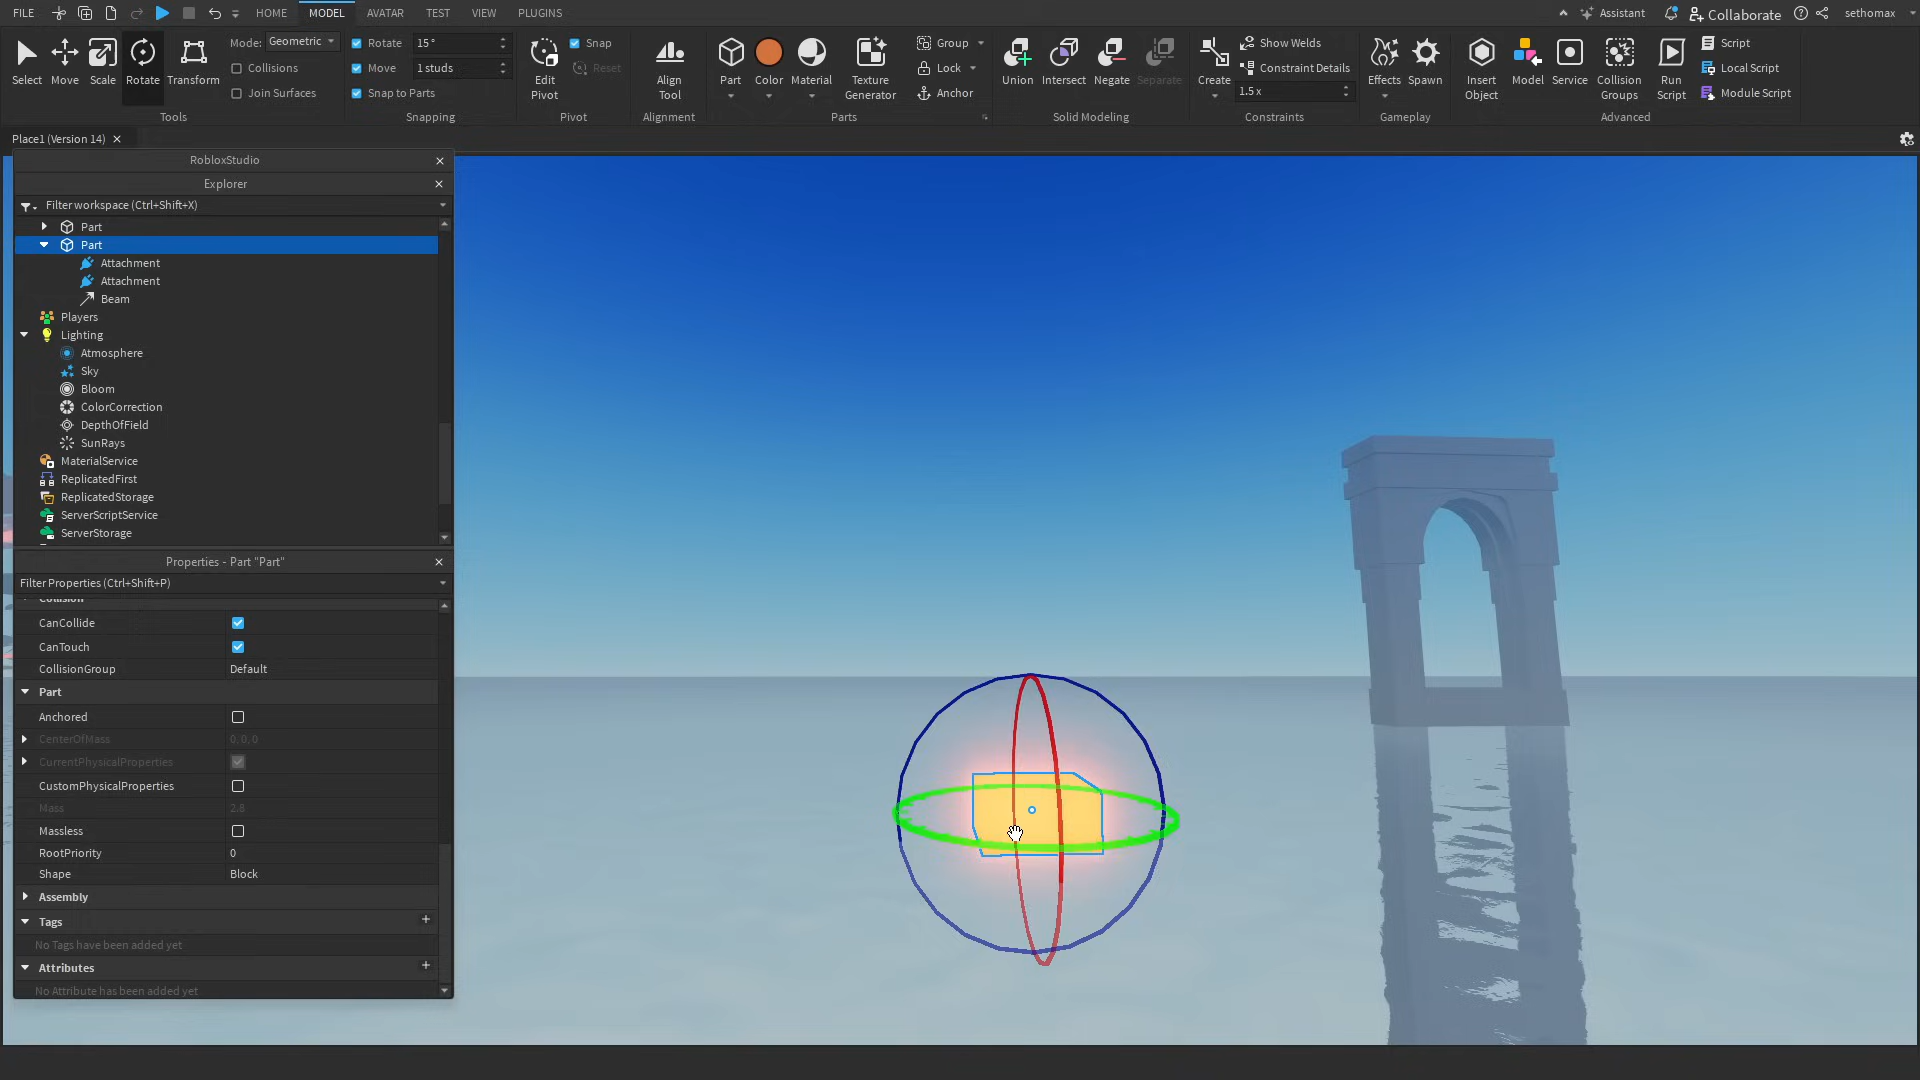 FILE HOME MODEL AVATAR TEST VIEW PLUGINS Assistant Collaborate sethomax
Select Move Scale Rotate Transform
Mode: Geometric
Collisions
Join Surfaces
Tools
Rotate 15°
Move 1 studs
Snap to Parts
Snapping
Edit Pivot
Snap
Reset
Pivot
Align Tool
Alignment
Part Color Material Texture Generator
Group
Lock
Anchor
Parts
Union Intersect Negate Separate
Solid Modeling
Create
Show Welds
Constraint Details
1.5 x
Constraints
Effects Spawn
Gameplay
Insert Object
Model
Service
Collision Groups
Run Script
Script
Local Script
Module Script
Advanced
Place1 (Version 14)
RobloxStudio
Explorer
Filter workspace (Ctrl+Shift+X)
Part
Part
Attachment
Attachment
Beam
Players
Lighting
Atmosphere
Sky
Bloom
ColorCorrection
DepthOfField
SunRays
MaterialService
ReplicatedFirst
ReplicatedStorage
ServerScriptService
ServerStorage
Properties - Part "Part"
Filter Properties (Ctrl+Shift+P)
Collision
CanCollide
CanTouch
CollisionGroup Default
Part
Anchored
CenterOfMass 0, 0, 0
CurrentPhysicalProperties
CustomPhysicalProperties
Mass 2.8
Massless
RootPriority 0
Shape Block
Assembly
Tags
No Tags have been added yet
Attributes
No Attribute has been added yet